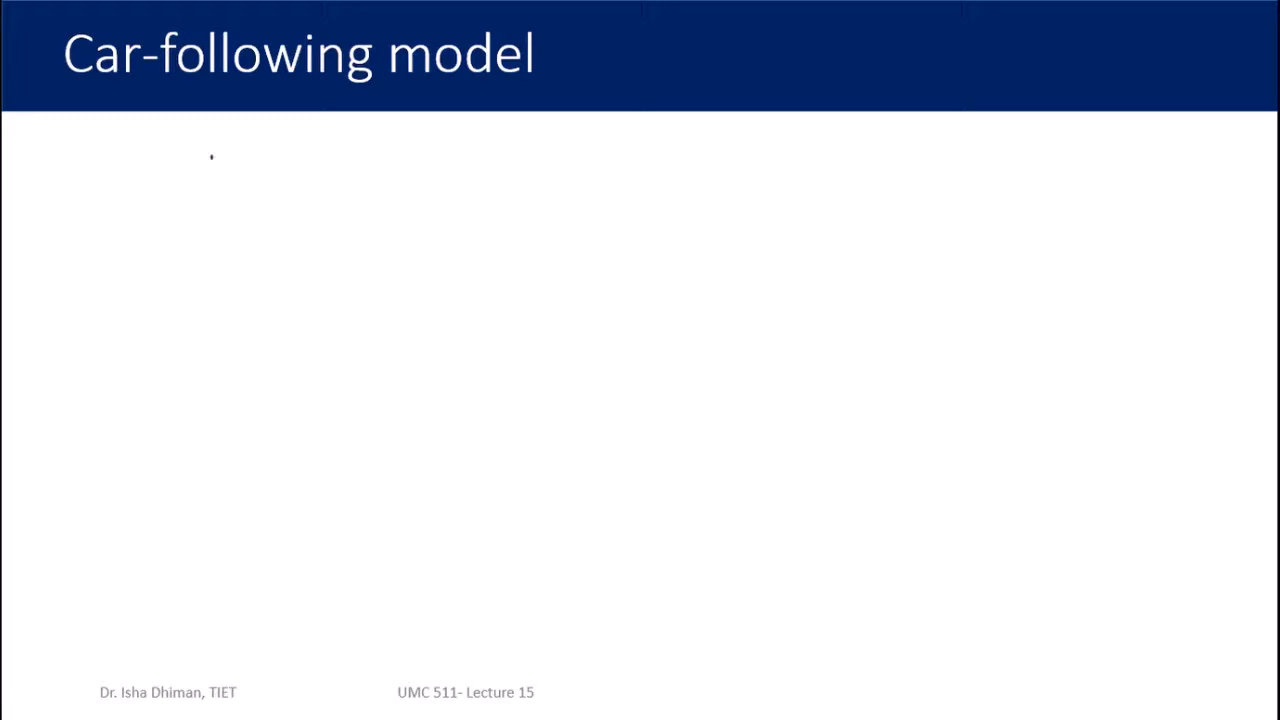 Car-following model
Dr. Isha Dhiman, TIET
UMC 511- Lecture 15